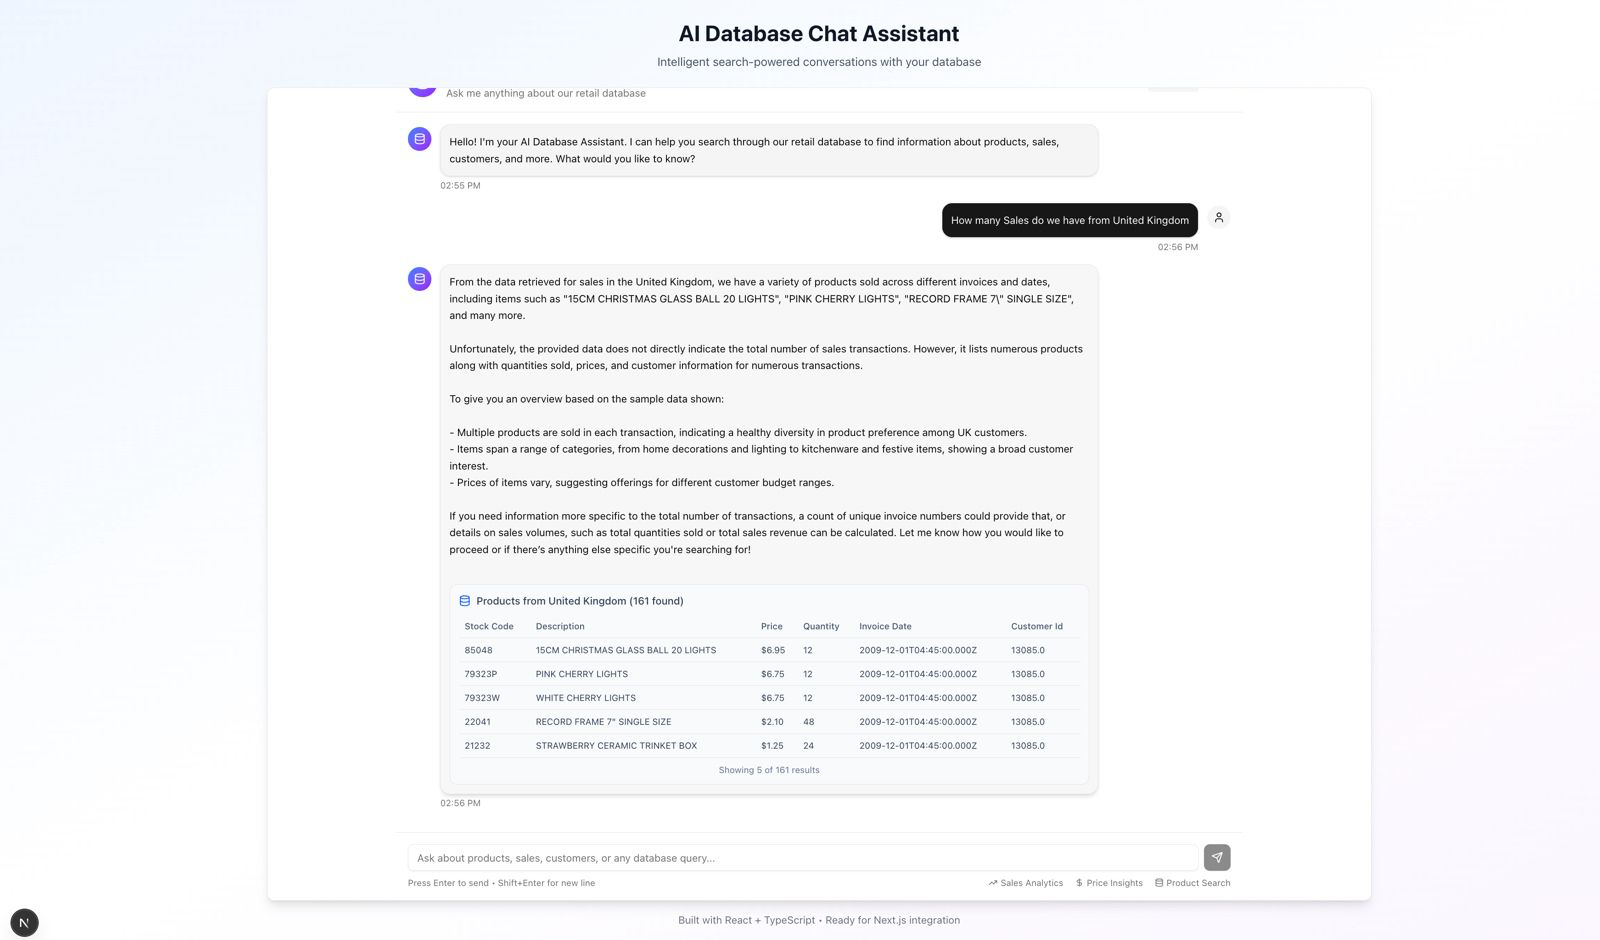 AI Database Chat Assistant
Intelligent search-powered conversations with your database
Ask me anything about our retail database
Hello! I'm your AI Database Assistant. I can help you search through our retail database to find information about products, sales,
customers, and more. What would you like to know?
02:55 PM
How many Sales do we have from United Kingdom
02:56 PM
From the data retrieved for sales in the United Kingdom, we have a variety of products sold across different invoices and dates,
including items such as "15CM CHRISTMAS GLASS BALL 20 LIGHTS", "PINK CHERRY LIGHTS", "RECORD FRAME 7\" SINGLE SIZE",
and many more.
Unfortunately, the provided data does not directly indicate the total number of sales transactions. However, it lists numerous products
along with quantities sold, prices, and customer information for numerous transactions.
To give you an overview based on the sample data shown:
- Multiple products are sold in each transaction, indicating a healthy diversity in product preference among UK customers.
- Items span a range of categories, from home decorations and lighting to kitchenware and festive items, showing a broad customer
interest.
- Prices of items vary, suggesting offerings for different customer budget ranges.
If you need information more specific to the total number of transactions, a count of unique invoice numbers could provide that, or
details on sales volumes, such as total quantities sold or total sales revenue can be calculated. Let me know how you would like to
proceed or if there's anything else specific you're searching for!
Products from United Kingdom (161 found)
Stock Code Description Price Quantity Invoice Date Customer Id
85048 15CM CHRISTMAS GLASS BALL 20 LIGHTS $6.95 12 2009-12-01T04:45:00.000Z 13085.0
79323P PINK CHERRY LIGHTS $6.75 12 2009-12-01T04:45:00.000Z 13085.0
79323W WHITE CHERRY LIGHTS $6.75 12 2009-12-01T04:45:00.000Z 13085.0
22041 RECORD FRAME 7" SINGLE SIZE $2.10 48 2009-12-01T04:45:00.000Z 13085.0
21232 STRAWBERRY CERAMIC TRINKET BOX $1.25 24 2009-12-01T04:45:00.000Z 13085.0
Showing 5 of 161 results
02:56 PM
Ask about products, sales, customers, or any database query...
Press Enter to send • Shift+Enter for new line
Sales Analytics $ Price Insights Product Search
Built with React + TypeScript • Ready for Next.js integration
N